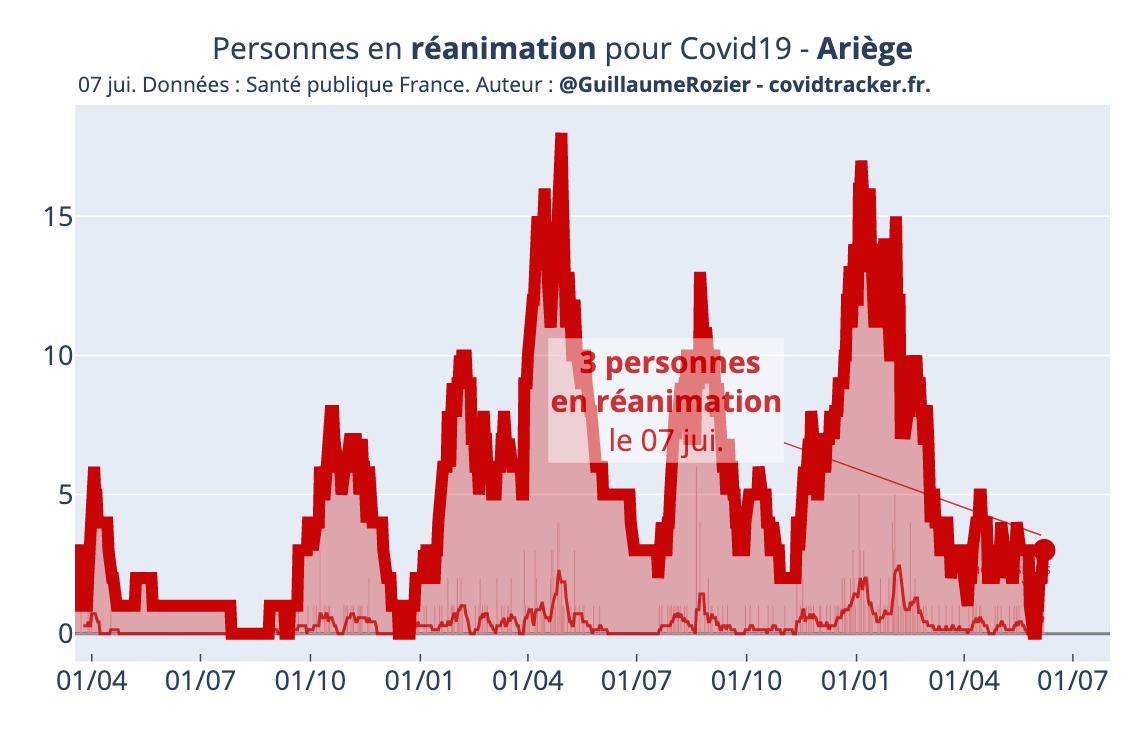 Personnes en réanimation pour Covid19 - Ariège
07 jui. Données : Santé publique France. Auteur : @GuillaumeRozier - covidtracker.fr.
15
10
5
0
3 personnes
en réanimation
le 07 jui.
01/04 01/07 01/10 01/01 01/04 01/07 01/10 01/01 01/04 01/07